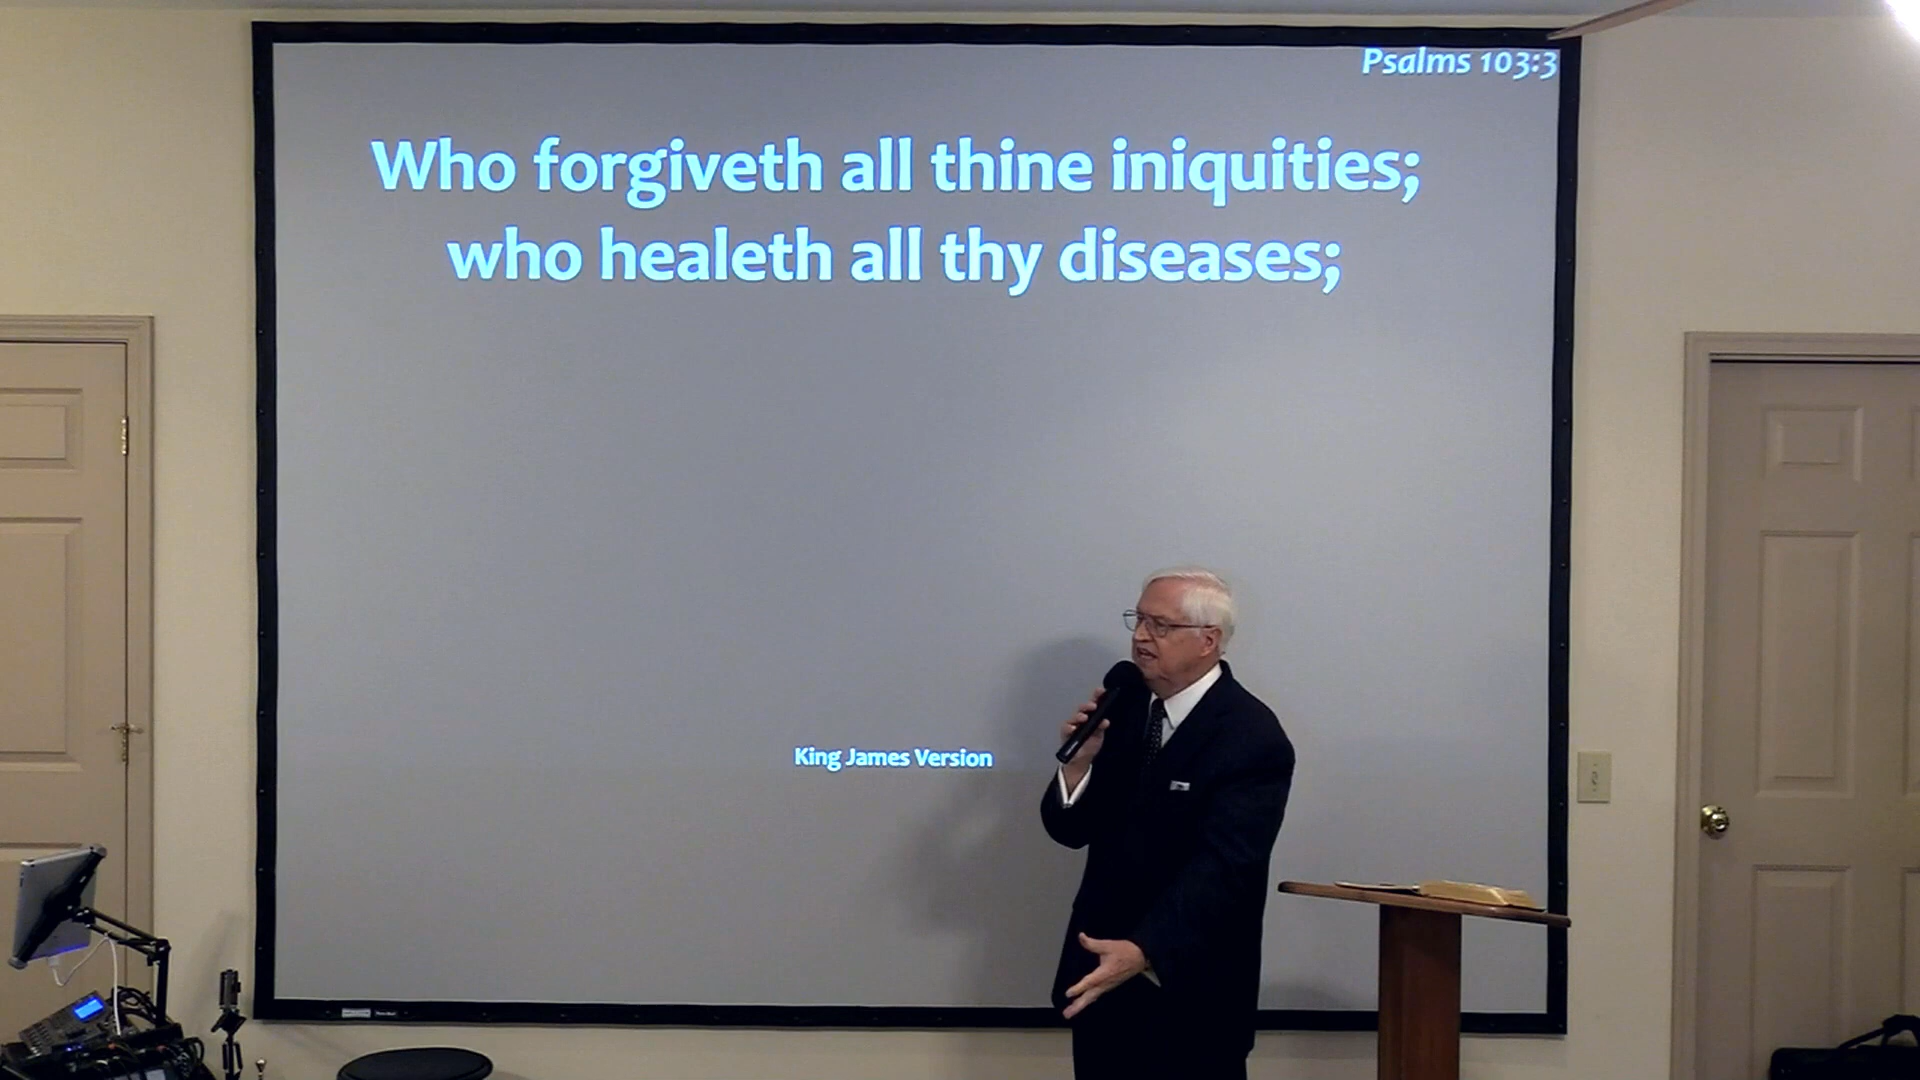 Psalms 103:3
Who forgiveth all thine iniquities;
who healeth all thy diseases;
King James Version